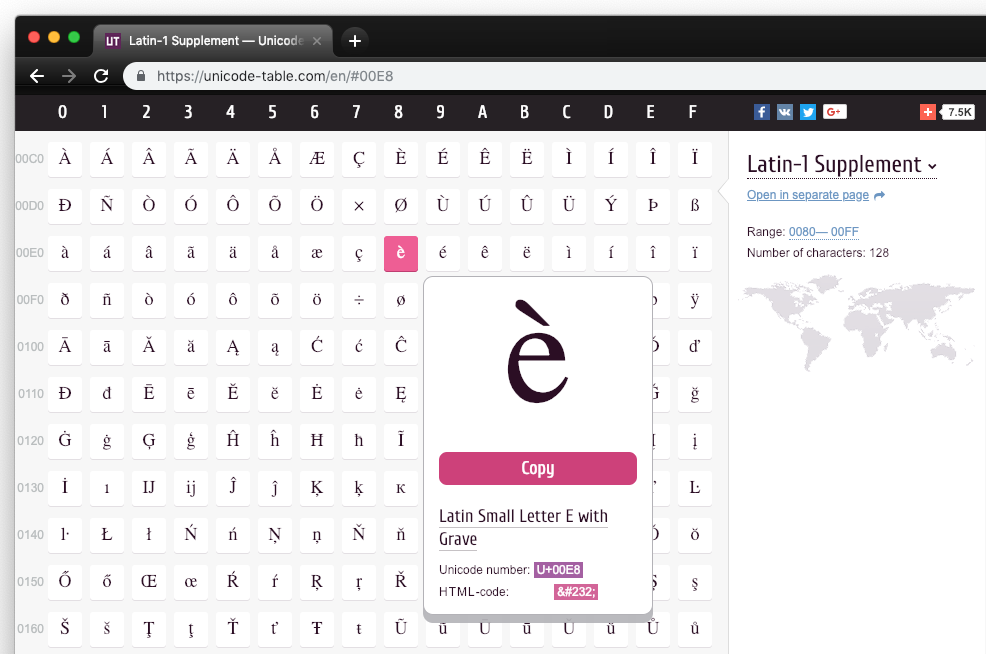 UT Latin-1 Supplement — Unicode
https://unicode-table.com/en/#00E8
0 1 2 3 4 5 6 7 8 9 A B C D E F
7.5K
00C0 À Á Â Ã Ä Å Æ Ç È É Ê Ë Ì Í Î Ï
Latin-1 Supplement
Open in separate page
00D0 Ð Ñ Ò Ó Ô Õ Ö × Ø Ù Ú Û Ü Ý Þ ß
Range: 0080— 00FF
Number of characters: 128
00E0 à á â ã ä å æ ç è é ê ë ì í î ï
00F0 ð ñ ò ó ô õ ö ÷ ø ÿ
0100 Ā ā Ă ă Ą ą Ć ć Ĉ ď
0110 Đ đ Ē ē Ĕ ĕ Ė ė Ę ğ
0120 Ġ ġ Ģ ģ Ĥ ĥ Ħ ħ Ĩ į
0130 İ ı IJ ij Ĵ ĵ Ķ ķ ĸ Ŀ
0140 ŀ Ł ł Ń ń Ņ ņ Ň ň ŏ
0150 Ő ő Œ œ Ŕ ŕ Ŗ ŗ Ř ş
0160 Š š Ţ ţ Ť ť Ŧ ŧ Ũ ů
è
Copy
Latin Small Letter E with
Grave
Unicode number: U+00E8
HTML-code: &#232;